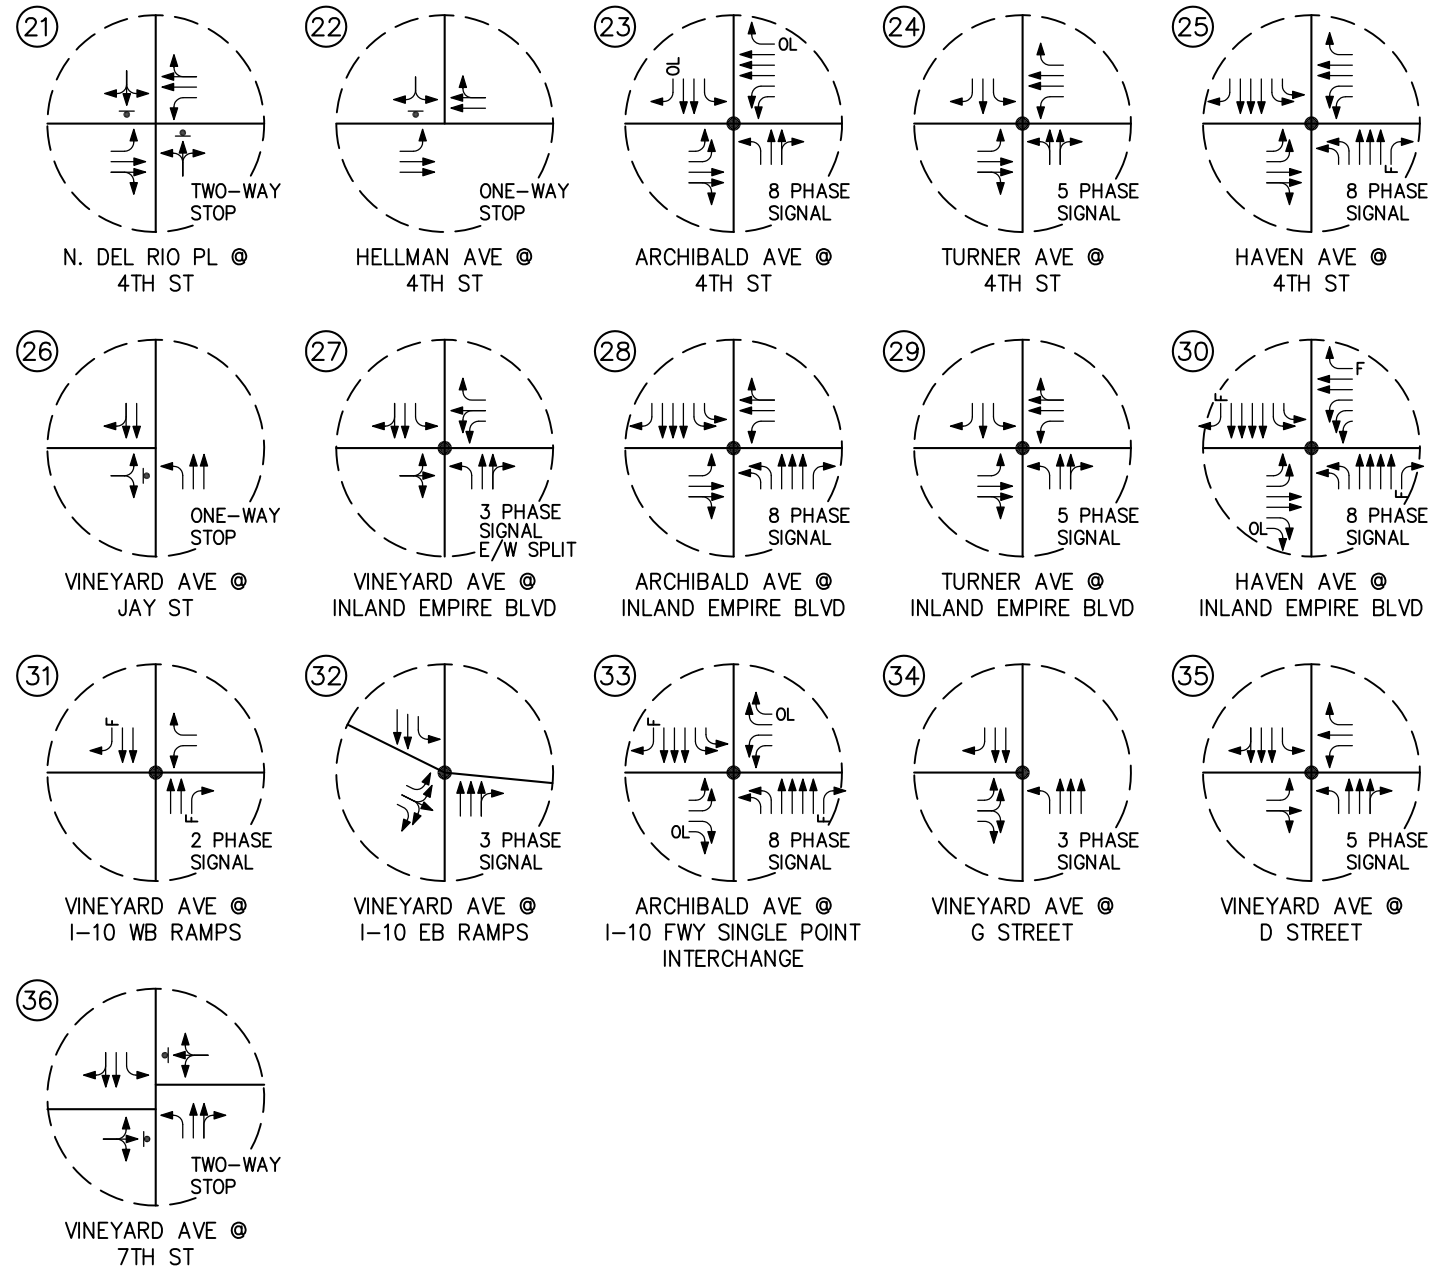 21
TWO-WAY
STOP
N. DEL RIO PL @
4TH ST
22
ONE-WAY
STOP
HELLMAN AVE @
4TH ST
23
OL
OL
8 PHASE
SIGNAL
ARCHIBALD AVE @
4TH ST
24
5 PHASE
SIGNAL
TURNER AVE @
4TH ST
25
F
8 PHASE
SIGNAL
HAVEN AVE @
4TH ST
26
ONE-WAY
STOP
VINEYARD AVE @
JAY ST
27
3 PHASE
SIGNAL
E/W SPLIT
VINEYARD AVE @
INLAND EMPIRE BLVD
28
8 PHASE
SIGNAL
ARCHIBALD AVE @
INLAND EMPIRE BLVD
29
5 PHASE
SIGNAL
TURNER AVE @
INLAND EMPIRE BLVD
30
F
F
F
OL
8 PHASE
SIGNAL
HAVEN AVE @
INLAND EMPIRE BLVD
31
F
F
2 PHASE
SIGNAL
VINEYARD AVE @
I-10 WB RAMPS
32
3 PHASE
SIGNAL
VINEYARD AVE @
I-10 EB RAMPS
33
F
OL
F
OL
8 PHASE
SIGNAL
ARCHIBALD AVE @
I-10 FWY SINGLE POINT
INTERCHANGE
34
3 PHASE
SIGNAL
VINEYARD AVE @
G STREET
35
5 PHASE
SIGNAL
VINEYARD AVE @
D STREET
36
TWO-WAY
STOP
VINEYARD AVE @
7TH ST